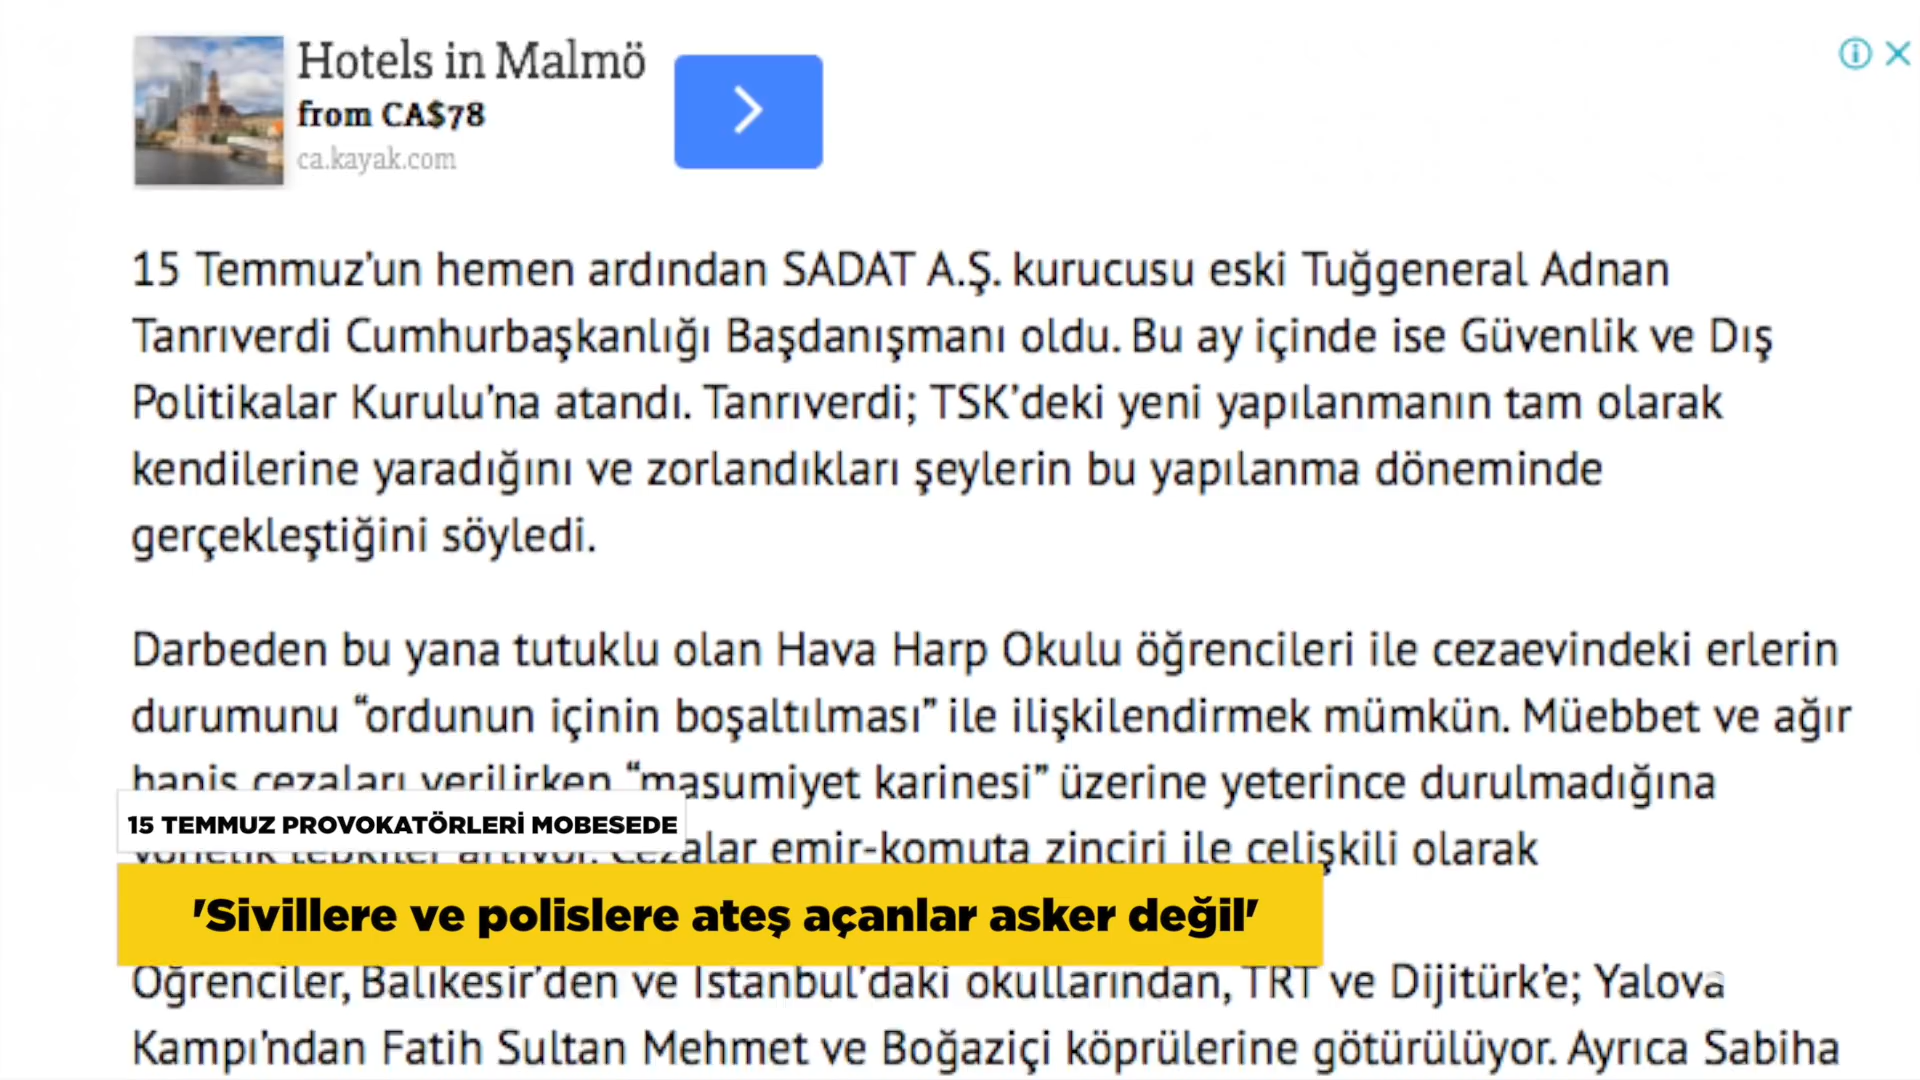 Hotels in Malmö
from CA$78
ca.kayak.com
15 Temmuz’un hemen ardından SADAT A.Ş. kurucusu eski Tuğgeneral Adnan
Tanrıverdi Cumhurbaşkanlığı Başdanışmanı oldu. Bu ay içinde ise Güvenlik ve Dış
Politikalar Kurulu’na atandı. Tanrıverdi; TSK’deki yeni yapılanmanın tam olarak
kendilerine yaradığını ve zorlandıkları şeylerin bu yapılanma döneminde
gerçekleştiğini söyledi.
Darbeden bu yana tutuklu olan Hava Harp Okulu öğrencileri ile cezaevindeki erlerin
durumunu “ordunun içinin boşaltılması” ile ilişkilendirmek mümkün. Müebbet ve ağır
hapis cezaları verilirken “masumiyet karinesi” üzerine yeterince durulmadığına
15 TEMMUZ PROVOKATÖRLERİ MOBESEDE
yönelik tepkiler artıyor. Cezalar emir-komuta zinciri ile çelişkili olarak
'Sivillere ve polislere ateş açanlar asker değil'
Öğrenciler, Balıkesir’den ve İstanbul’daki okullarından, TRT ve Dijitürk’e; Yalova
Kampı’ndan Fatih Sultan Mehmet ve Boğaziçi köprülerine götürülüyor. Ayrıca Sabiha